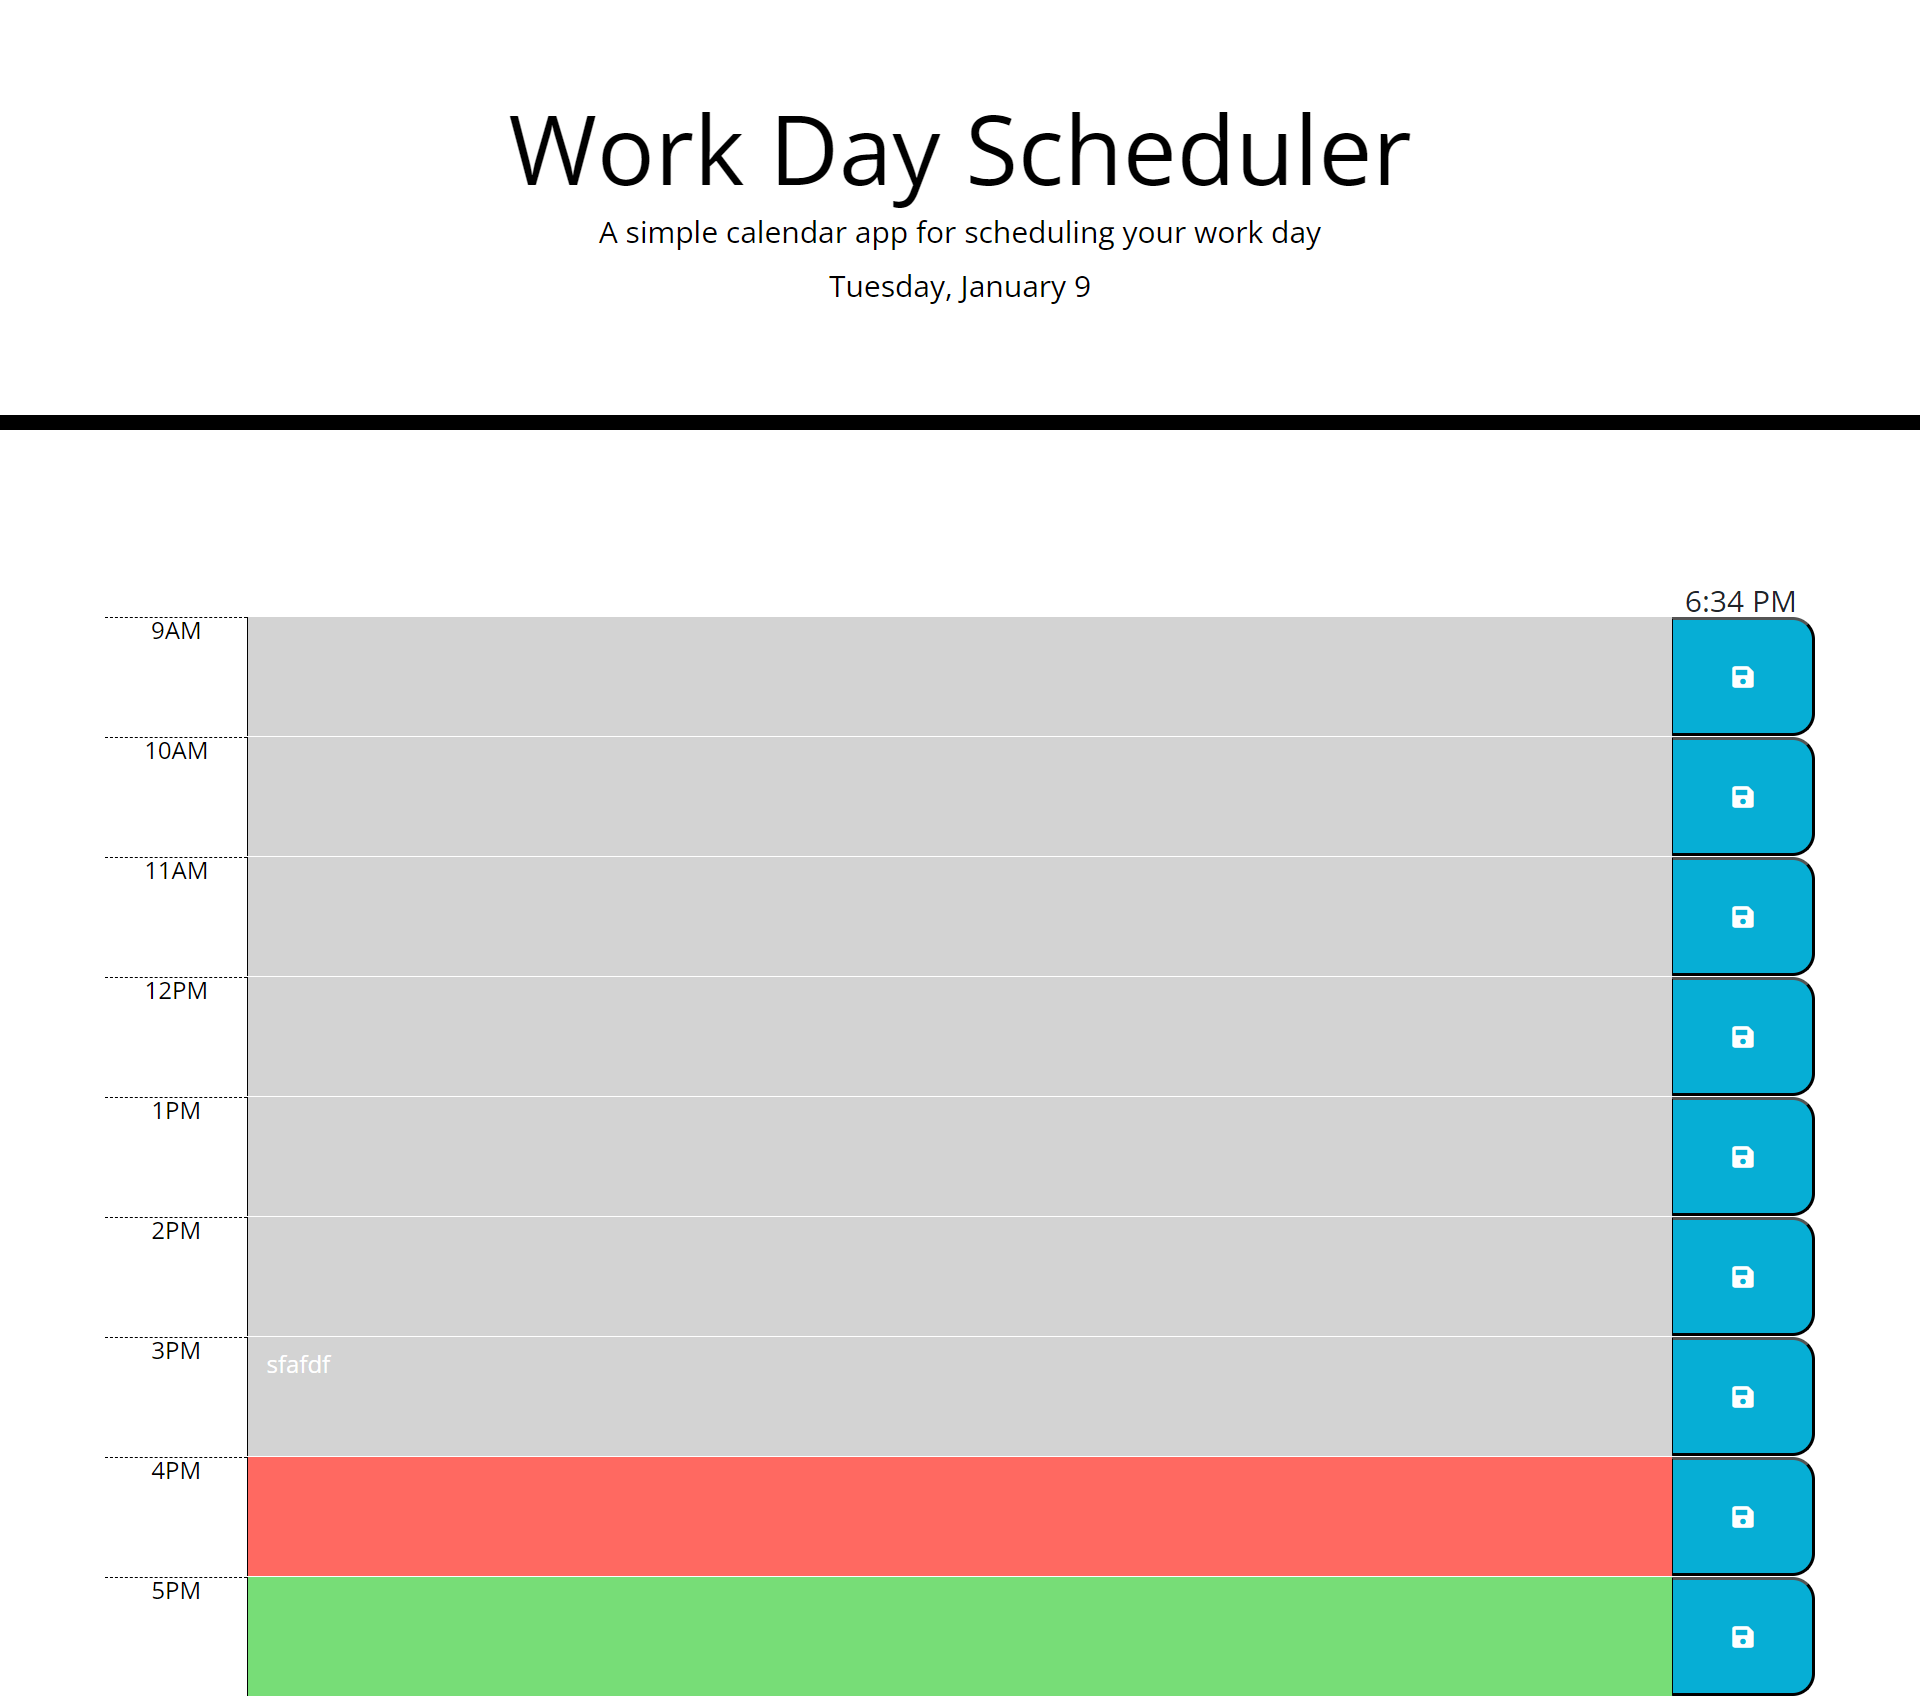 Work Day Scheduler
A simple calendar app for scheduling your work day
Tuesday, January 9
6:34 PM
9AM
10AM
11AM
12PM
1PM
2PM
3PM
sfafdf
4PM
5PM